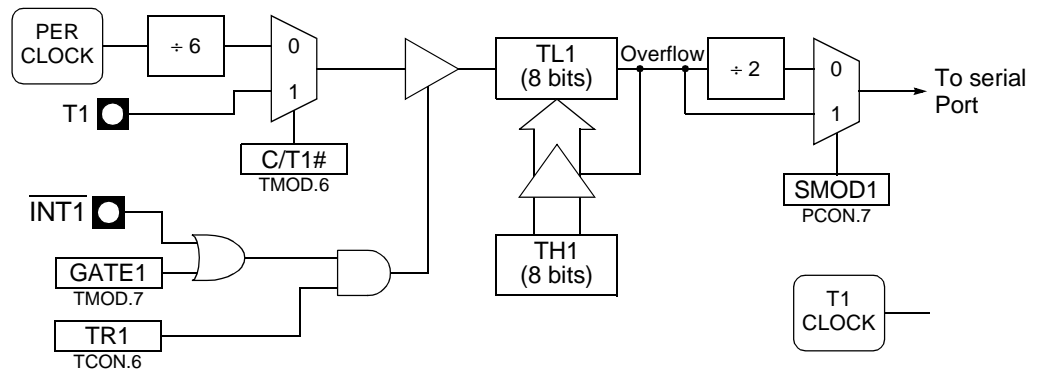 PER
CLOCK
÷ 6
0
1
T1
C/T1#
TMOD.6
INT1
GATE1
TMOD.7
TR1
TCON.6
TL1
(8 bits)
Overflow
÷ 2
0
1
To serial
Port
SMOD1
PCON.7
TH1
(8 bits)
T1
CLOCK